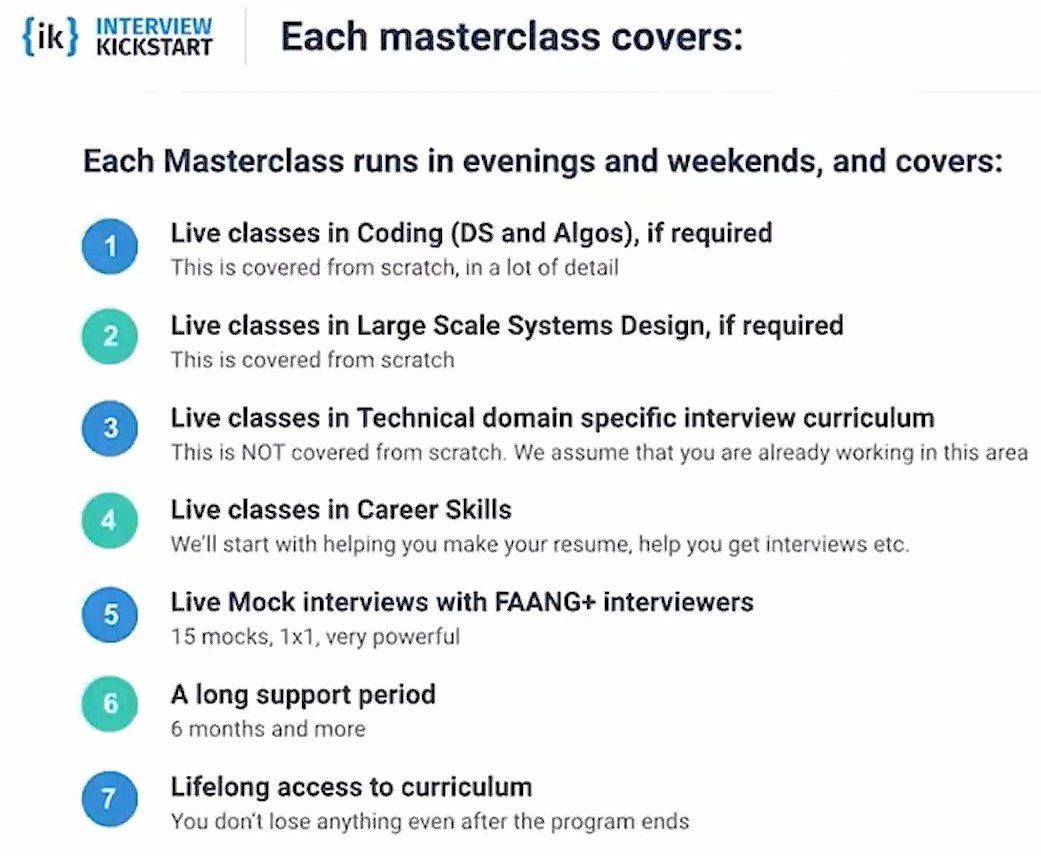 {ik} INTERVIEW KICKSTART
Each masterclass covers:
Each Masterclass runs in evenings and weekends, and covers:
1
Live classes in Coding (DS and Algos), if required
This is covered from scratch, in a lot of detail
2
Live classes in Large Scale Systems Design, if required
This is covered from scratch
3
Live classes in Technical domain specific interview curriculum
This is NOT covered from scratch. We assume that you are already working in this area
4
Live classes in Career Skills
We'll start with helping you make your resume, help you get interviews etc.
5
Live Mock interviews with FAANG+ interviewers
15 mocks, 1x1, very powerful
6
A long support period
6 months and more
7
Lifelong access to curriculum
You don't lose anything even after the program ends